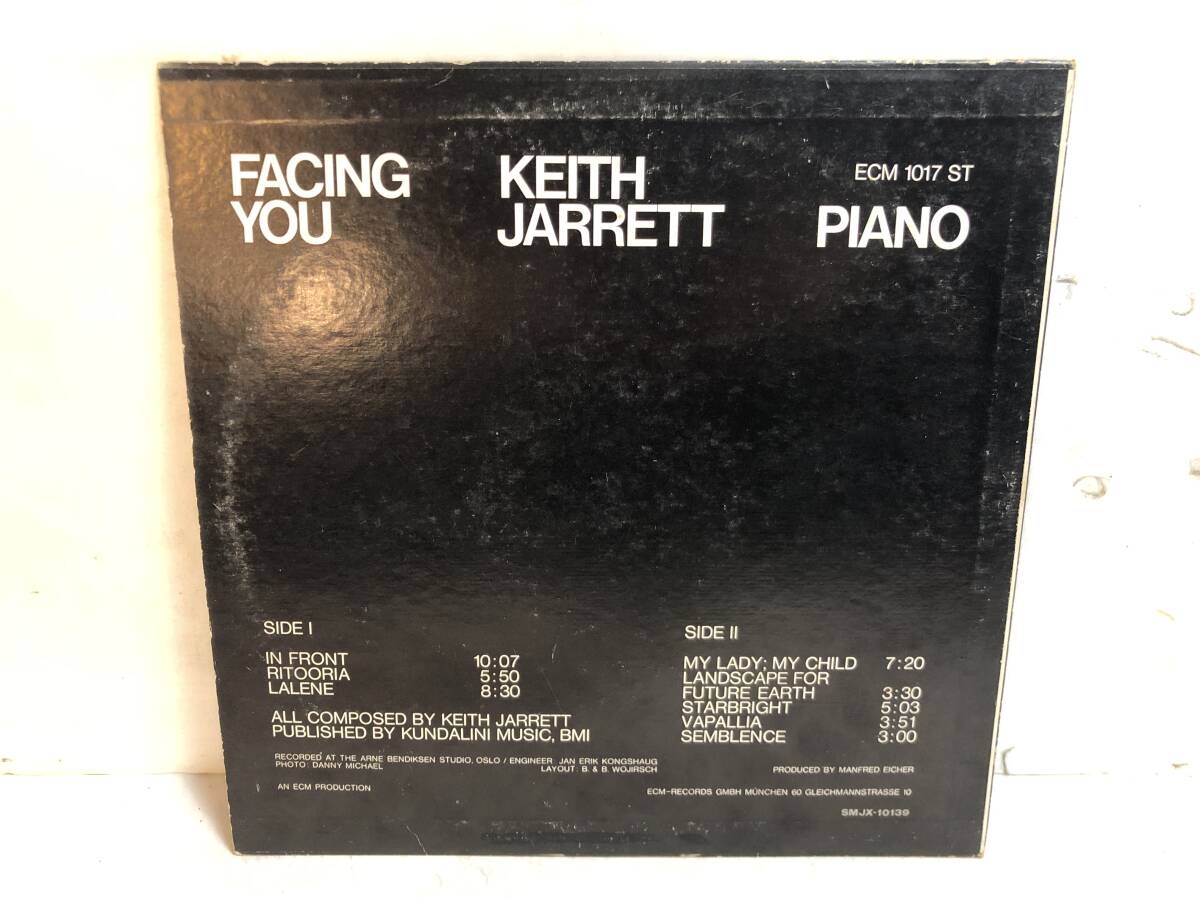 FACING
YOU
KEITH
JARRETT
ECM 1017 ST
PIANO
SIDE I
IN FRONT 10:07
RITOORIA 5:50
LALENE 8:30
ALL COMPOSED BY KEITH JARRETT
PUBLISHED BY KUNDALINI MUSIC, BMI
RECORDED AT THE ARNE BENDIKSEN STUDIO, OSLO / ENGINEER JAN ERIK KONGSHAUG
PHOTO: DANNY MICHAEL LAYOUT: B. & B. WOJIRSCH
AN ECM PRODUCTION
SIDE II
MY LADY; MY CHILD 7:20
LANDSCAPE FOR
FUTURE EARTH 3:30
STARBRIGHT 5:03
VAPALLIA 3:51
SEMBLENCE 3:00
PRODUCED BY MANFRED EICHER
ECM-RECORDS GMBH MÜNCHEN 60 GLEICHMANNSTRASSE 10
SMJX-10139